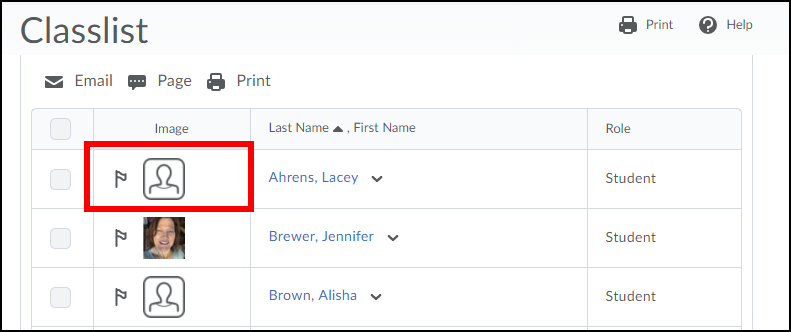 Classlist
Print Help
Email Page Print
Image Last Name , First Name Role
Ahrens, Lacey Student
Brewer, Jennifer Student
Brown, Alisha Student